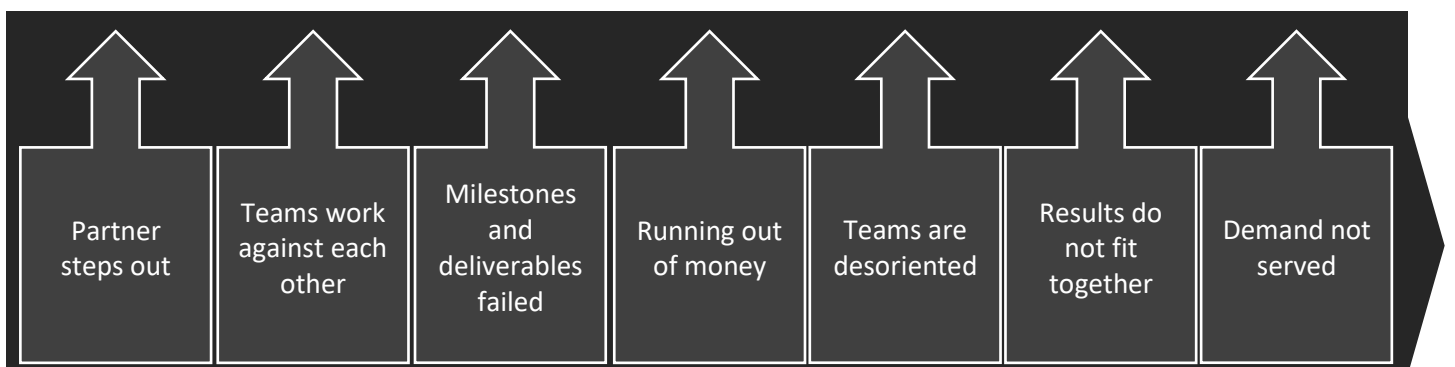 Partner
steps out
Teams work
against each
other
Milestones
and
deliverables
failed
Running out
of money
Teams are
desoriented
Results do
not fit
together
Demand not
served